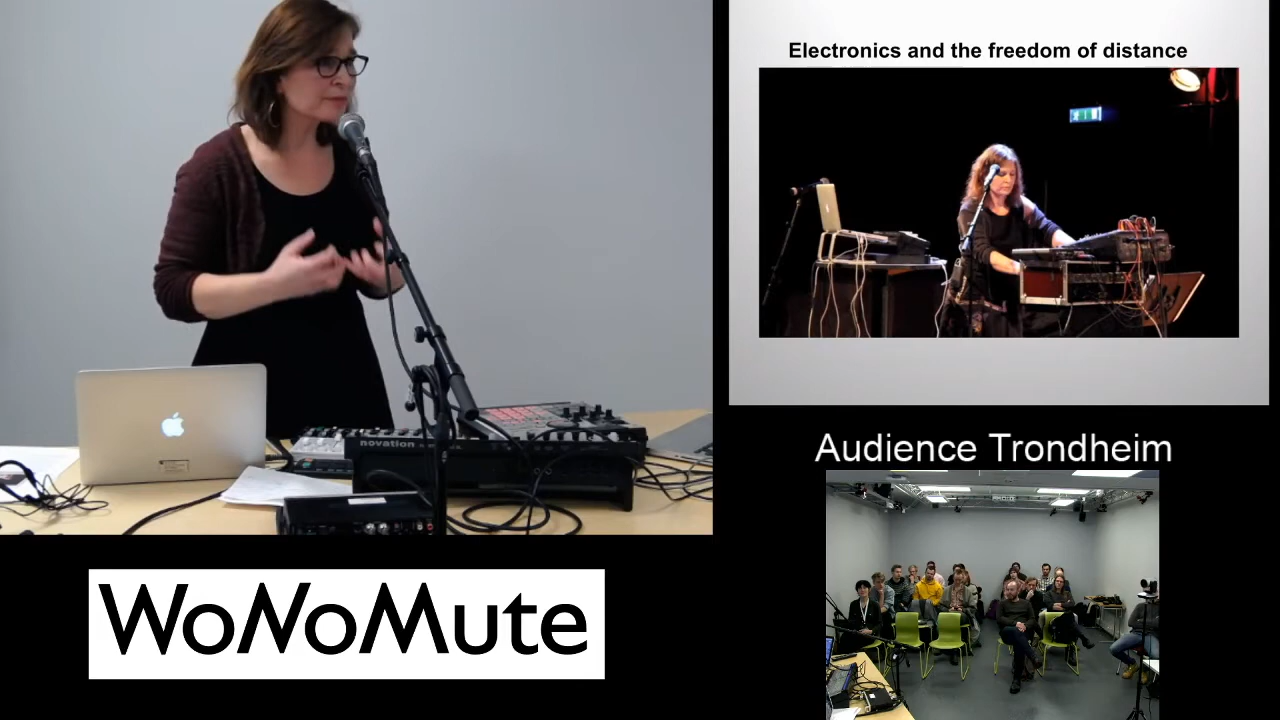 Electronics and the freedom of distance
novation
Audience Trondheim
WoNoMute